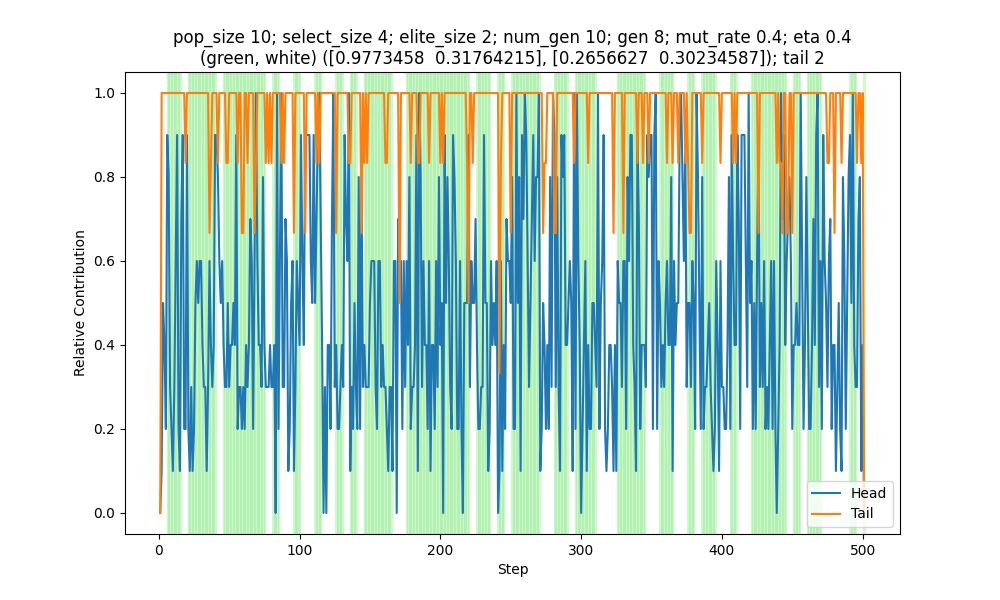 pop_size 10; select_size 4; elite_size 2; num_gen 10; gen 8; mut_rate 0.4; eta 0.4
(green, white) ([0.9773458  0.31764215], [0.2656627  0.30234587]); tail 2
Relative Contribution
1.0
0.8
0.6
0.4
0.2
0.0
Head
Tail
0
100
200
300
400
500
Step